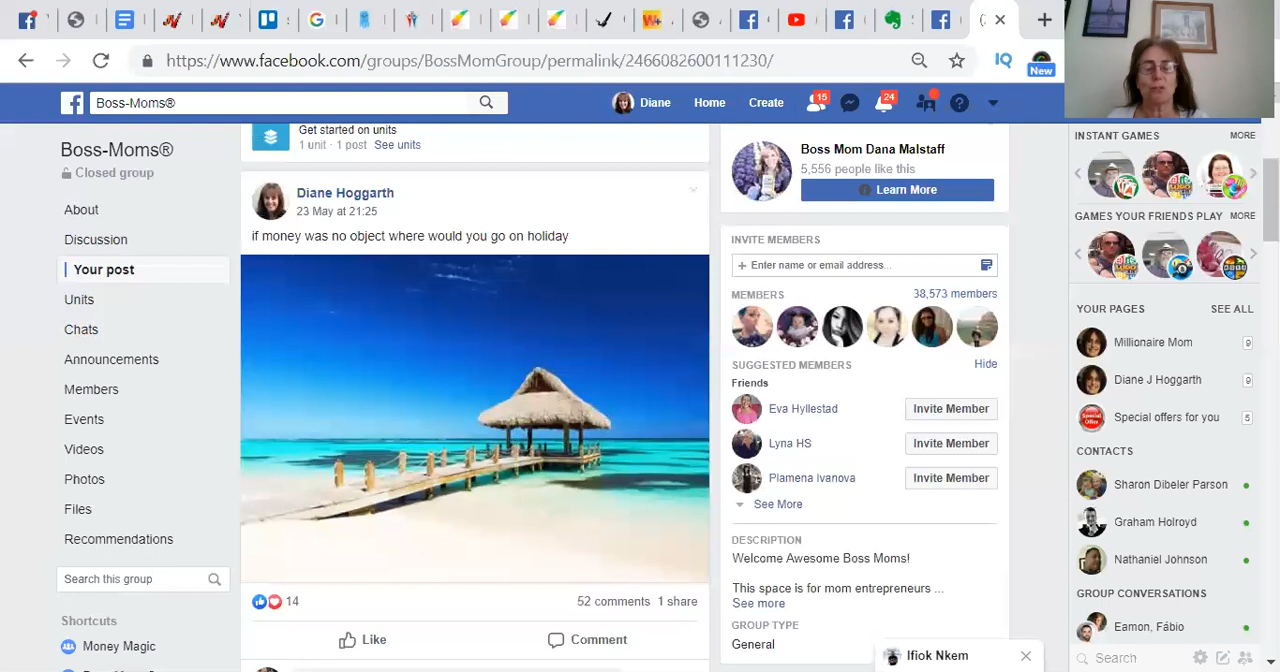 https://www.facebook.com/groups/BossMomGroup/permalink/2466082600111230/
IQ
New
Boss-Moms®
Diane
Home
Create
15
24
Boss-Moms®
Closed group
About
Discussion
Your post
Units
Chats
Announcements
Members
Events
Videos
Photos
Files
Recommendations
Search this group
Shortcuts
Money Magic
Get started on units
1 unit · 1 post See units
Diane Hoggarth
23 May at 21:25
if money was no object where would you go on holiday
14
52 comments 1 share
Like
Comment
Boss Mom Dana Malstaff
5,556 people like this
Learn More
INVITE MEMBERS
+ Enter name or email address...
MEMBERS
38,573 members
SUGGESTED MEMBERS
Hide
Friends
Eva Hyllestad
Invite Member
Lyna HS
Invite Member
Plamena Ivanova
Invite Member
See More
DESCRIPTION
Welcome Awesome Boss Moms!
This space is for mom entrepreneurs ...
See more
GROUP TYPE
General
Ifiok Nkem
INSTANT GAMES
MORE
GAMES YOUR FRIENDS PLAY
MORE
YOUR PAGES
SEE ALL
Millionaire Mom
9
Diane J Hoggarth
9
Special offers for you
5
CONTACTS
Sharon Dibeler Parson
Graham Holroyd
Nathaniel Johnson
GROUP CONVERSATIONS
Eamon, Fábio
Search